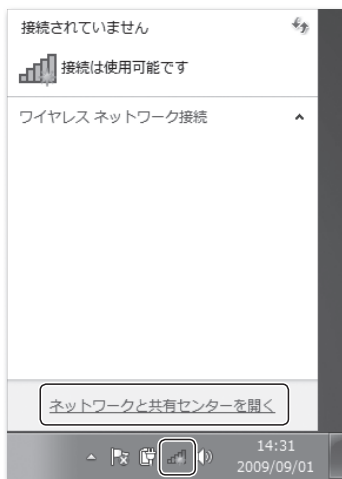 接続されていません
接続は使用可能です
ワイヤレス ネットワーク接続
ネットワークと共有センターを開く
14:31
2009/09/01